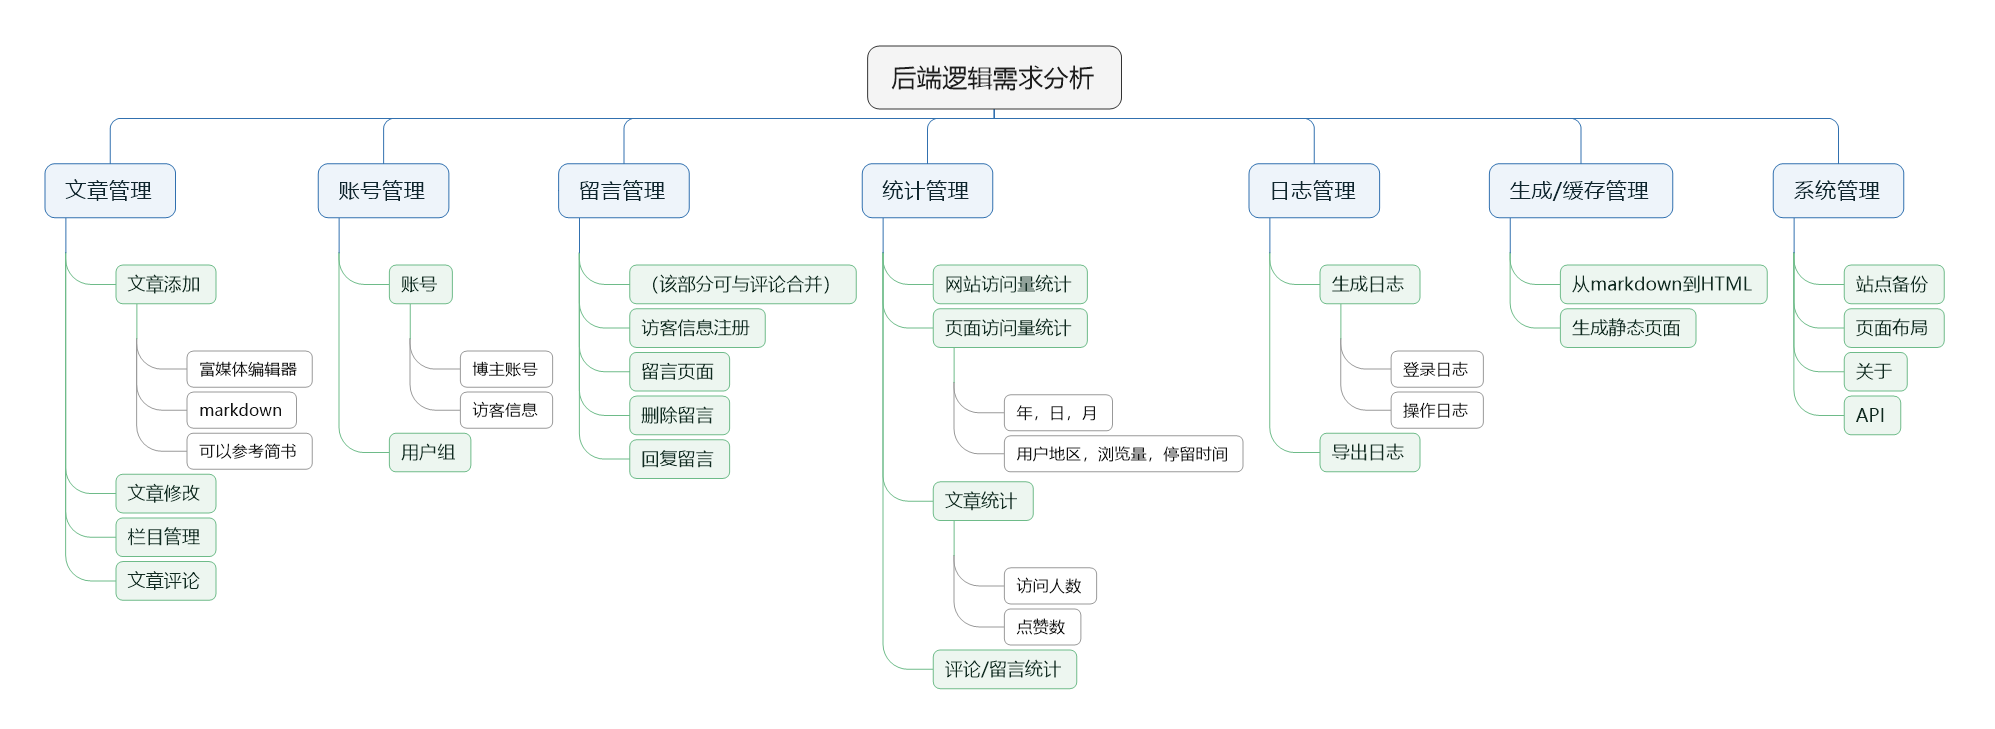 后端逻辑需求分析
文章管理
文章添加
富媒体编辑器
markdown
可以参考简书
文章修改
栏目管理
文章评论
账号管理
账号
博主账号
访客信息
用户组
留言管理
（该部分可与评论合并）
访客信息注册
留言页面
删除留言
回复留言
统计管理
网站访问量统计
页面访问量统计
年，日，月
用户地区，浏览量，停留时间
文章统计
访问人数
点赞数
评论/留言统计
日志管理
生成日志
登录日志
操作日志
导出日志
生成/缓存管理
从markdown到HTML
生成静态页面
系统管理
站点备份
页面布局
关于
API